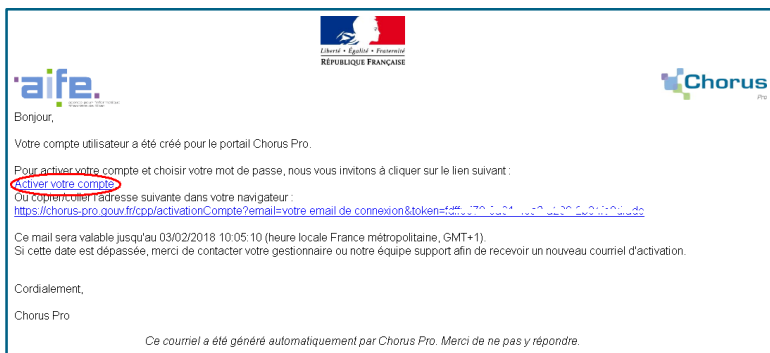 Liberté • Égalité • Fraternité
RÉPUBLIQUE FRANÇAISE
aife.
Chorus
Pro
Bonjour,
Votre compte utilisateur a été créé pour le portail Chorus Pro.
Pour activer votre compte et choisir votre mot de passe, nous vous invitons à cliquer sur le lien suivant :
Activer votre compte
Ou copier/coller l'adresse suivante dans votre navigateur :
https://chorus-pro.gouv.fr/cpp/activationCompte?email=votre email de connexion&token=
Ce mail sera valable jusqu'au 03/02/2018 10:05:10 (heure locale France métropolitaine, GMT+1).
Si cette date est dépassée, merci de contacter votre gestionnaire ou notre équipe support afin de recevoir un nouveau courriel d'activation.
Cordialement,
Chorus Pro
Ce courriel a été généré automatiquement par Chorus Pro. Merci de ne pas y répondre.